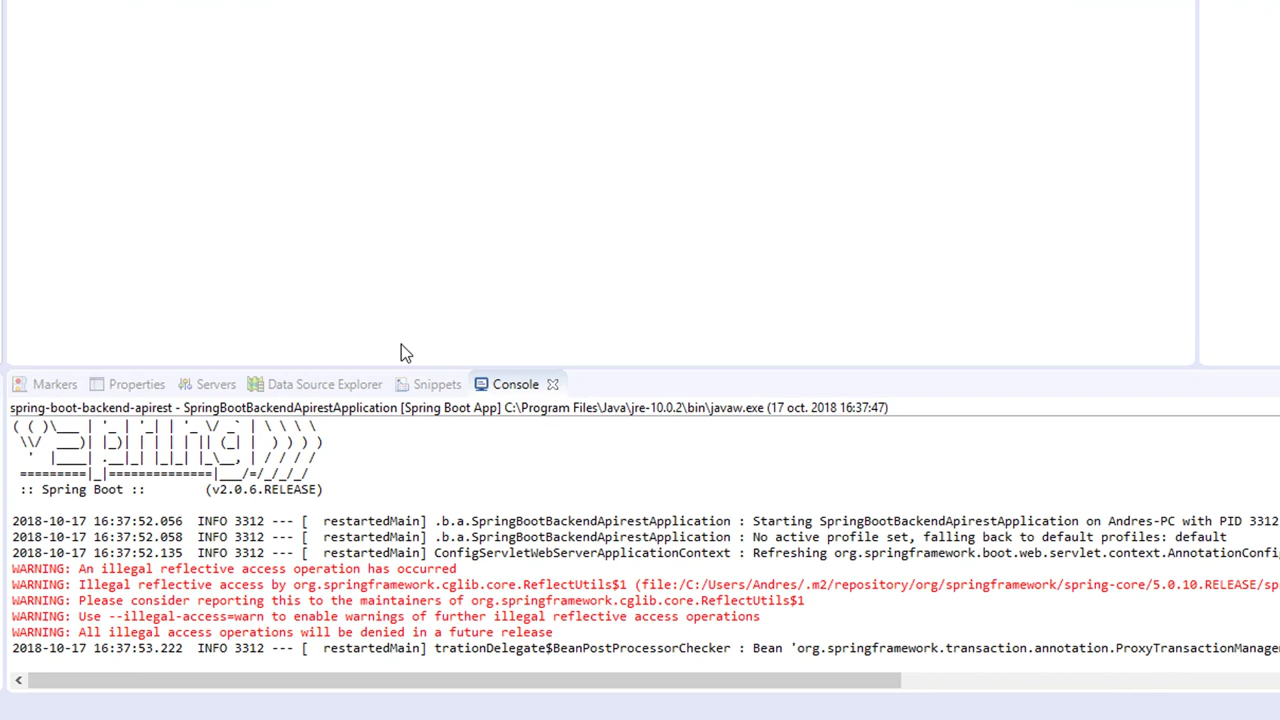 Markers Properties Servers Data Source Explorer Snippets Console
spring-boot-backend-apirest - SpringBootBackendApirestApplication [Spring Boot App] C:\Program Files\Java\jre-10.0.2\bin\javaw.exe (17 oct. 2018 16:37:47)
( ( )\___ | '_ | '_| | '_ \/ _` | \ \ \ \
 \\/  ___)| |_)| | | | | || (_| |  ) ) ) )
  '  |____| .__|_| |_|_| |_\__, | / / / /
 =========|_|==============|___/=/_/_/_/
 :: Spring Boot ::        (v2.0.6.RELEASE)
2018-10-17 16:37:52.056  INFO 3312 --- [  restartedMain] .b.a.SpringBootBackendApirestApplication : Starting SpringBootBackendApirestApplication on Andres-PC with PID 3312
2018-10-17 16:37:52.058  INFO 3312 --- [  restartedMain] .b.a.SpringBootBackendApirestApplication : No active profile set, falling back to default profiles: default
2018-10-17 16:37:52.135  INFO 3312 --- [  restartedMain] ConfigServletWebServerApplicationContext : Refreshing org.springframework.boot.web.servlet.context.AnnotationConfi
WARNING: An illegal reflective access operation has occurred
WARNING: Illegal reflective access by org.springframework.cglib.core.ReflectUtils$1 (file:/C:/Users/Andres/.m2/repository/org/springframework/spring-core/5.0.10.RELEASE/sp
WARNING: Please consider reporting this to the maintainers of org.springframework.cglib.core.ReflectUtils$1
WARNING: Use --illegal-access=warn to enable warnings of further illegal reflective access operations
WARNING: All illegal access operations will be denied in a future release
2018-10-17 16:37:53.222  INFO 3312 --- [  restartedMain] trationDelegate$BeanPostProcessorChecker : Bean 'org.springframework.transaction.annotation.ProxyTransactionManage